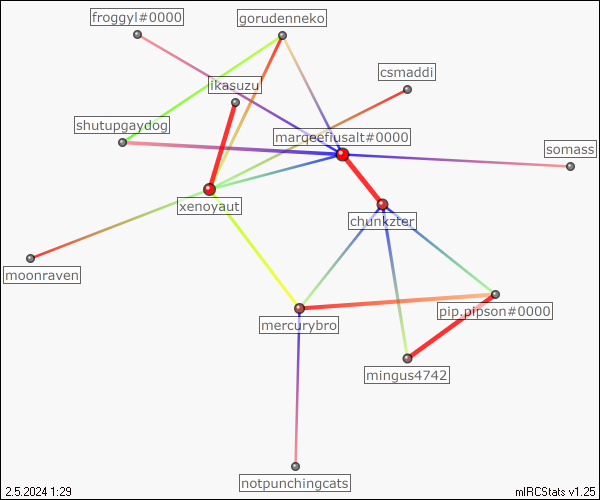 froggyl#0000
gorudenneko
ikasuzu
csmaddi
shutupgaydog
marqeefiusalt#0000
somass
xenoyaut
chunkzter
moonraven
pip.pipson#0000
mercurybro
mingus4742
notpunchingcats
2.5.2024 1:29
mIRCStats v1.25